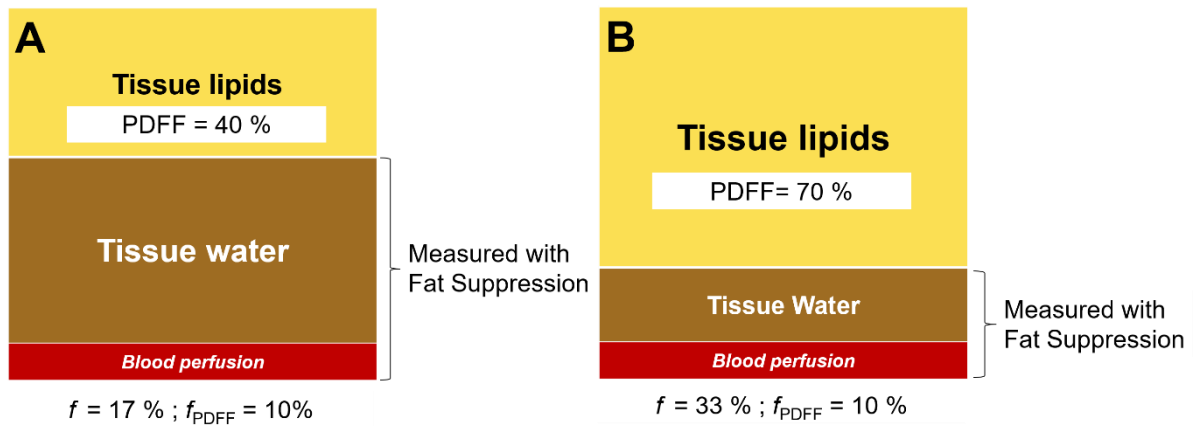 A
Tissue lipids
PDFF = 40 %
Tissue water
Measured with
Fat Suppression
Blood perfusion
f = 17 % ; fPDFF = 10%
B
Tissue lipids
PDFF= 70 %
Tissue Water
Measured with
Fat Suppression
Blood perfusion
f = 33 % ; fPDFF = 10 %